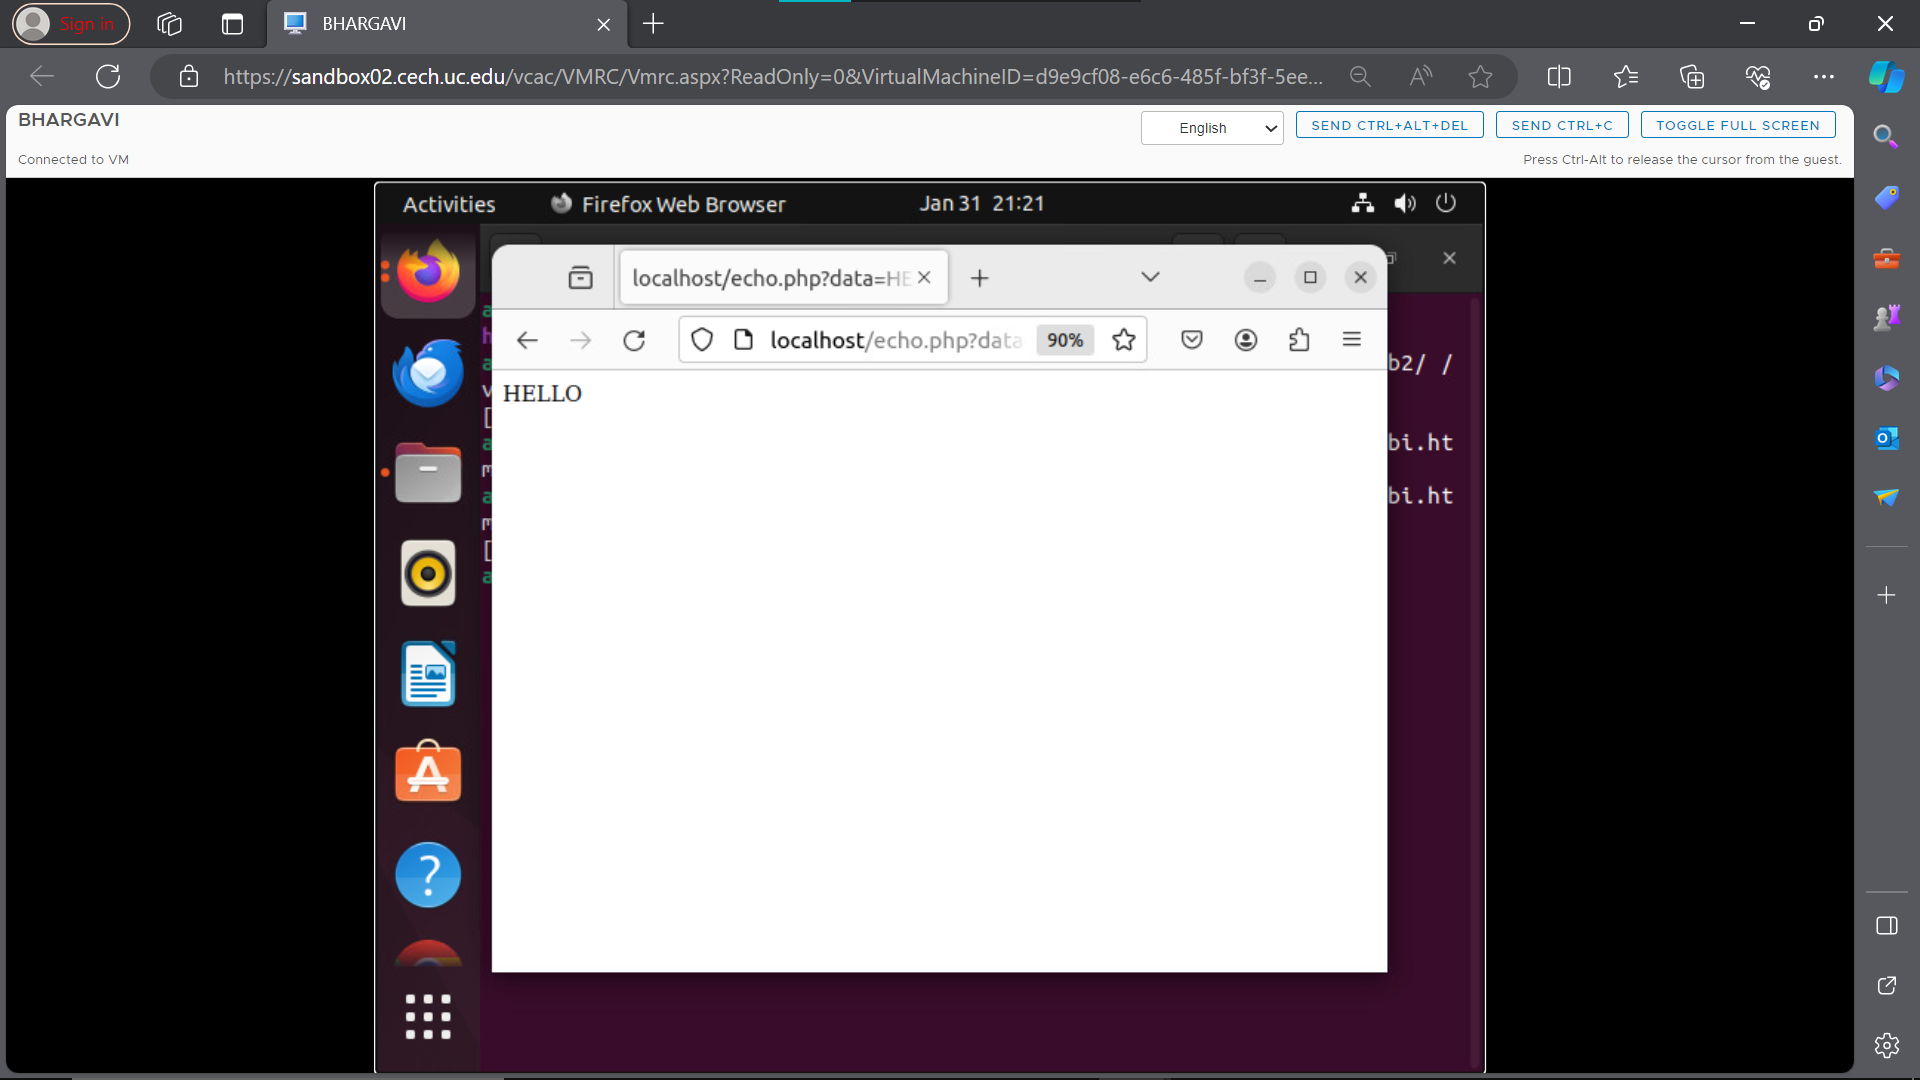 Sign in
BHARGAVI
https://sandbox02.cech.uc.edu/vcac/VMRC/Vmrc.aspx?ReadOnly=0&VirtualMachineID=d9e9cf08-e6c6-485f-bf3f-5ee...
BHARGAVI
English
SEND CTRL+ALT+DEL
SEND CTRL+C
TOGGLE FULL SCREEN
Connected to VM
Press Ctrl-Alt to release the cursor from the guest.
Activities
Firefox Web Browser
Jan 31 21:21
localhost/echo.php?data=HE
localhost/echo.php?data
90%
HELLO
b2/ /
bi.ht
bi.ht